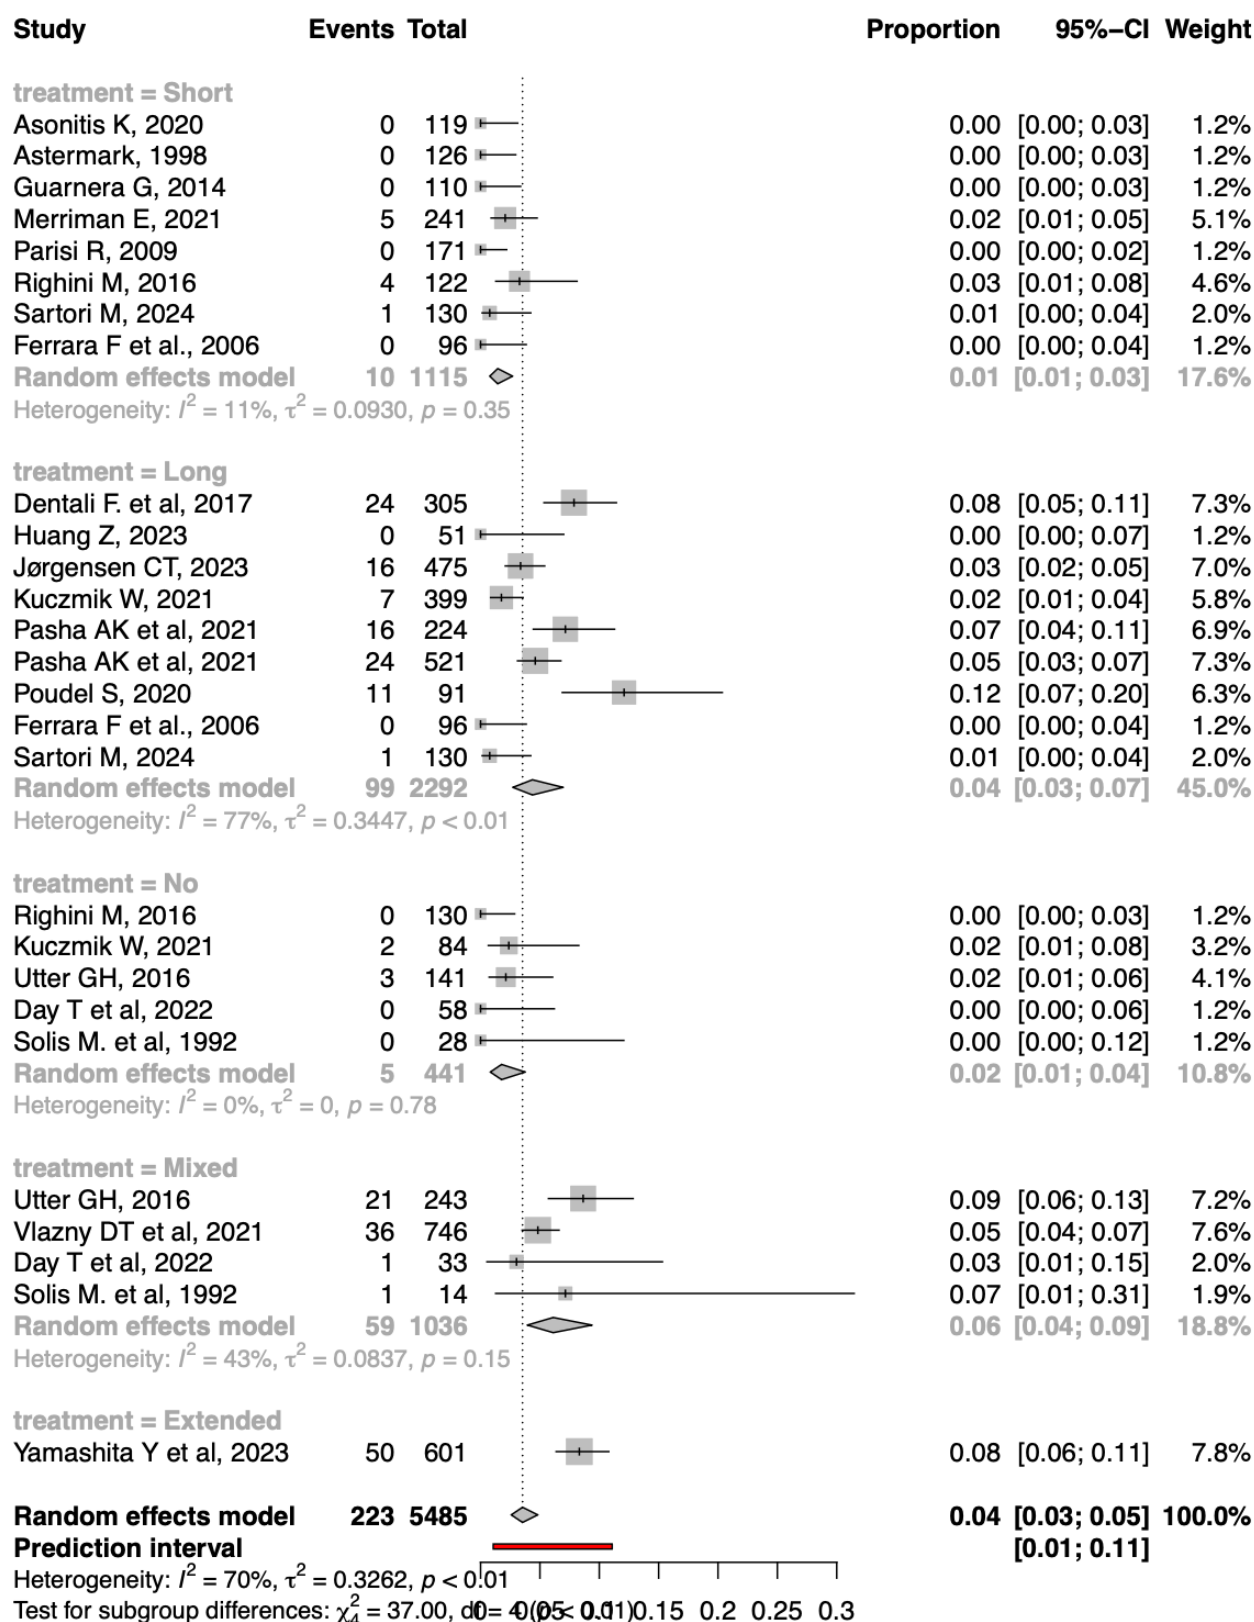 Study Events Total Proportion 95%–CI Weight
treatment = Short
Asonitis K, 2020 0 119 0.00 [0.00; 0.03] 1.2%
Astermark, 1998 0 126 0.00 [0.00; 0.03] 1.2%
Guarnera G, 2014 0 110 0.00 [0.00; 0.03] 1.2%
Merriman E, 2021 5 241 0.02 [0.01; 0.05] 5.1%
Parisi R, 2009 0 171 0.00 [0.00; 0.02] 1.2%
Righini M, 2016 4 122 0.03 [0.01; 0.08] 4.6%
Sartori M, 2024 1 130 0.01 [0.00; 0.04] 2.0%
Ferrara F et al., 2006 0 96 0.00 [0.00; 0.04] 1.2%
Random effects model 10 1115 0.01 [0.01; 0.03] 17.6%
Heterogeneity: I² = 11%, τ² = 0.0930, p = 0.35
treatment = Long
Dentali F. et al, 2017 24 305 0.08 [0.05; 0.11] 7.3%
Huang Z, 2023 0 51 0.00 [0.00; 0.07] 1.2%
Jørgensen CT, 2023 16 475 0.03 [0.02; 0.05] 7.0%
Kuczmik W, 2021 7 399 0.02 [0.01; 0.04] 5.8%
Pasha AK et al, 2021 16 224 0.07 [0.04; 0.11] 6.9%
Pasha AK et al, 2021 24 521 0.05 [0.03; 0.07] 7.3%
Poudel S, 2020 11 91 0.12 [0.07; 0.20] 6.3%
Ferrara F et al., 2006 0 96 0.00 [0.00; 0.04] 1.2%
Sartori M, 2024 1 130 0.01 [0.00; 0.04] 2.0%
Random effects model 99 2292 0.04 [0.03; 0.07] 45.0%
Heterogeneity: I² = 77%, τ² = 0.3447, p < 0.01
treatment = No
Righini M, 2016 0 130 0.00 [0.00; 0.03] 1.2%
Kuczmik W, 2021 2 84 0.02 [0.01; 0.08] 3.2%
Utter GH, 2016 3 141 0.02 [0.01; 0.06] 4.1%
Day T et al, 2022 0 58 0.00 [0.00; 0.06] 1.2%
Solis M. et al, 1992 0 28 0.00 [0.00; 0.12] 1.2%
Random effects model 5 441 0.02 [0.01; 0.04] 10.8%
Heterogeneity: I² = 0%, τ² = 0, p = 0.78
treatment = Mixed
Utter GH, 2016 21 243 0.09 [0.06; 0.13] 7.2%
Vlazny DT et al, 2021 36 746 0.05 [0.04; 0.07] 7.6%
Day T et al, 2022 1 33 0.03 [0.01; 0.15] 2.0%
Solis M. et al, 1992 1 14 0.07 [0.01; 0.31] 1.9%
Random effects model 59 1036 0.06 [0.04; 0.09] 18.8%
Heterogeneity: I² = 43%, τ² = 0.0837, p = 0.15
treatment = Extended
Yamashita Y et al, 2023 50 601 0.08 [0.06; 0.11] 7.8%
Random effects model 223 5485 0.04 [0.03; 0.05] 100.0%
Prediction interval [0.01; 0.11]
Heterogeneity: I² = 70%, τ² = 0.3262, p < 0.01
Test for subgroup differences: χ²₄ = 37.00, df = 4 (p < 0.01)
0 0.05 0.1 0.15 0.2 0.25 0.3